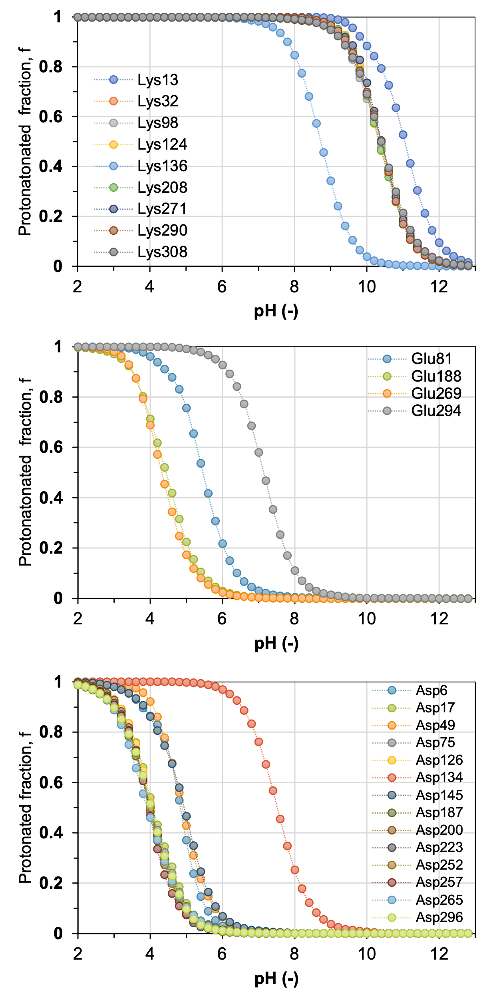 Protonatonated fraction, f
1
0.8
0.6
0.4
0.2
0
Lys13
Lys32
Lys98
Lys124
Lys136
Lys208
Lys271
Lys290
Lys308
2 4 6 8 10 12
pH (-)
Protonatonated fraction, f
1
0.8
0.6
0.4
0.2
0
Glu81
Glu188
Glu269
Glu294
2 4 6 8 10 12
pH (-)
Protonated fraction, f
1
0.8
0.6
0.4
0.2
0
Asp6
Asp17
Asp49
Asp75
Asp126
Asp134
Asp145
Asp187
Asp200
Asp223
Asp252
Asp257
Asp265
Asp296
2 4 6 8 10 12
pH (-)